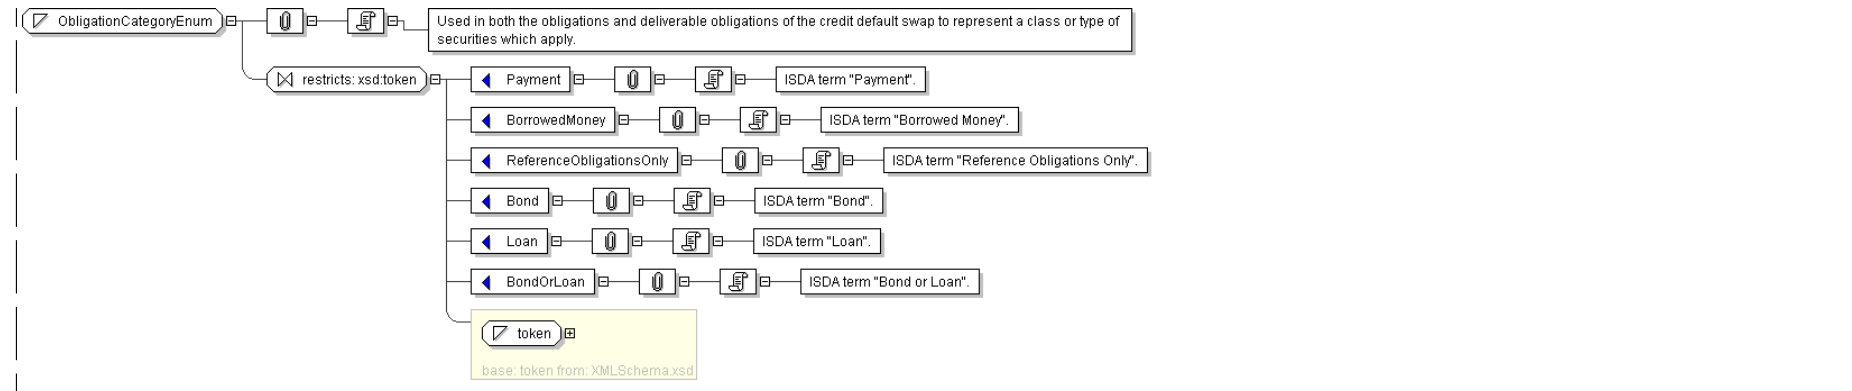 ObligationCategoryEnum
Used in both the obligations and deliverable obligations of the credit default swap to represent a class or type of
securities which apply.
restricts: xsd:token
Payment
ISDA term "Payment".
BorrowedMoney
ISDA term "Borrowed Money".
ReferenceObligationsOnly
ISDA term "Reference Obligations Only".
Bond
ISDA term "Bond".
Loan
ISDA term "Loan".
BondOrLoan
ISDA term "Bond or Loan".
token
base: token from: XMLSchema.xsd